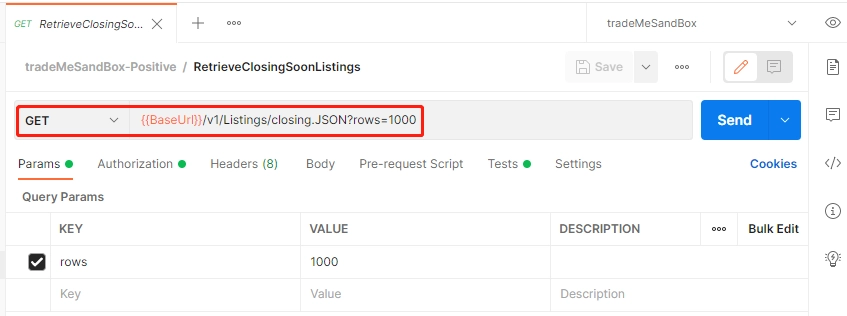 GET RetrieveClosingSo... tradeMeSandBox
tradeMeSandBox-Positive / RetrieveClosingSoonListings Save
GET {{BaseUrl}}/v1/Listings/closing.JSON?rows=1000 Send
Params Authorization Headers (8) Body Pre-request Script Tests Settings Cookies
Query Params
KEY VALUE DESCRIPTION Bulk Edit
rows 1000
Key Value Description